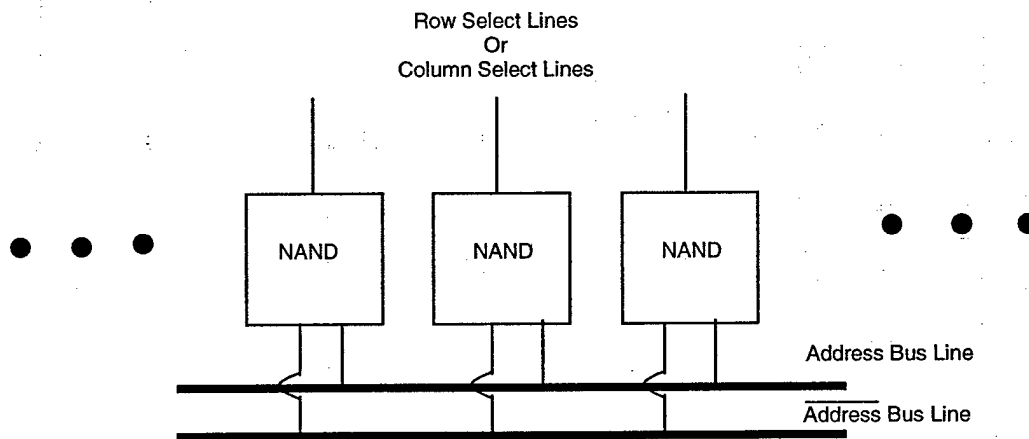 Row Select Lines
Or
Column Select Lines
NAND
NAND
NAND
Address Bus Line
Address Bus Line